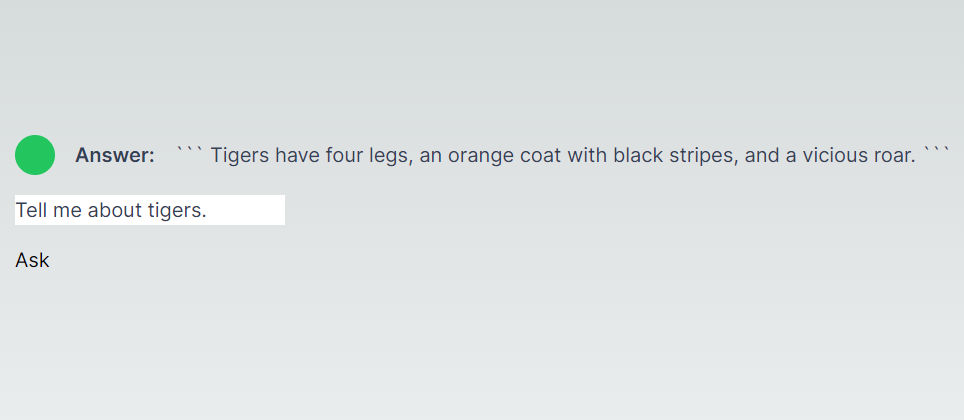 Answer: ``` Tigers have four legs, an orange coat with black stripes, and a vicious roar. ```
Tell me about tigers.
Ask